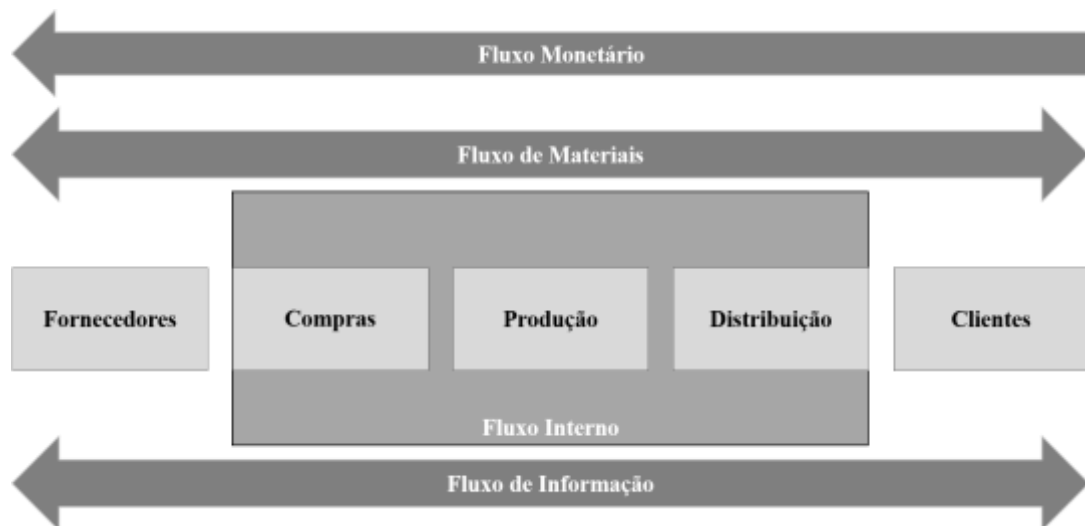 Fluxo Monetário
Fluxo de Materiais
Fornecedores
Compras
Produção
Distribuição
Clientes
Fluxo Interno
Fluxo de Informação